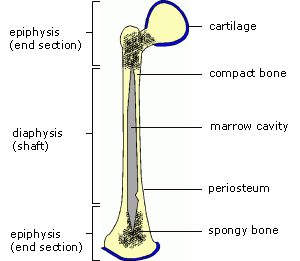 epiphysis
(end section)
cartilage
compact bone
diaphysis
(shaft)
marrow cavity
periosteum
epiphysis
(end section)
spongy bone